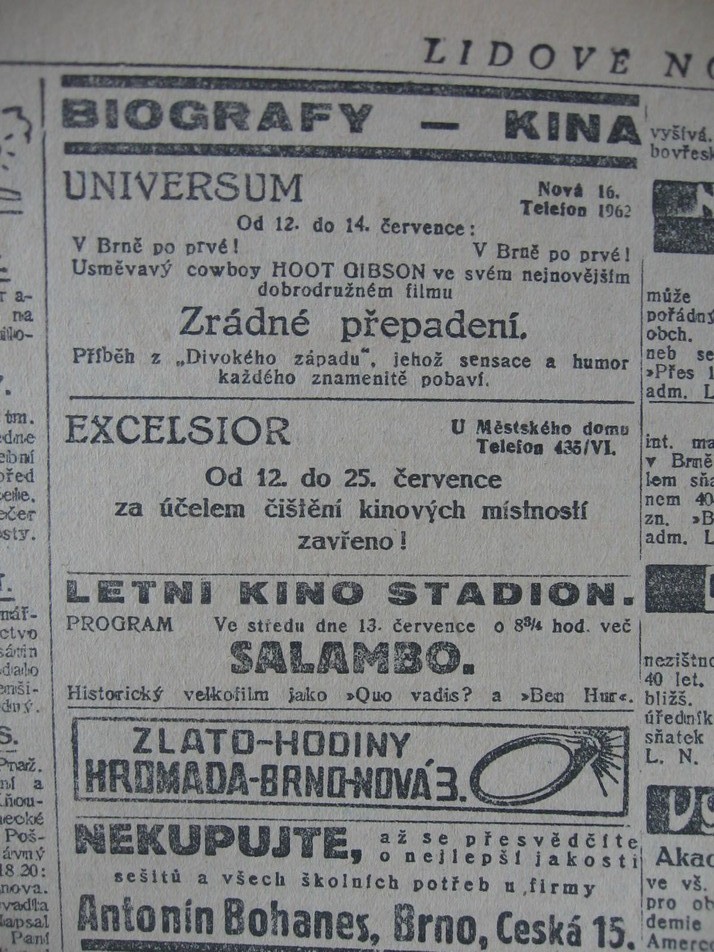 LIDOVÉ
BIOGRAFY — KINA
UNIVERSUM
Nová 16.
Telefon 1962
Od 12. do 14. července:
V Brně po prvé! V Brně po prvé!
Usměvavý cowboy HOOT GIBSON ve svém nejnovějším
dobrodružném filmu
Zrádné přepadení.
Příběh z „Divokého západu“, jehož sensace a humor
každého znamenitě pobaví.
EXCELSIOR
U Městského domu
Telefon 435/VI.
Od 12. do 25. července
za účelem čištění kinových místností
zavřeno!
LETNI KINO STADION.
PROGRAM Ve středu dne 13. července o 8¾ hod. več
SALAMBO.
Historický velkofilm jako »Quo vadis? a »Ben Hur«.
ZLATO-HODINY
HROMADA-BRNO-NOVÁ 3.
NEKUPUJTE, až se přesvědčíte
o nejlepší jakosti
sešitů a všech školních potřeb u firmy
Antonín Bohanes, Brno, Česká 15.
vyšívá.
bovřesk
může
pořádný
obch.
neb se
»Přes 1
adm. L
int. ma
v Brně
lem sňa
nem 40
zn. »B
adm. L
nezištno
40 let.
bližš.
úředník
sňatek
L. N.
Akad
ve vš.
pro ob
demie
Amerco